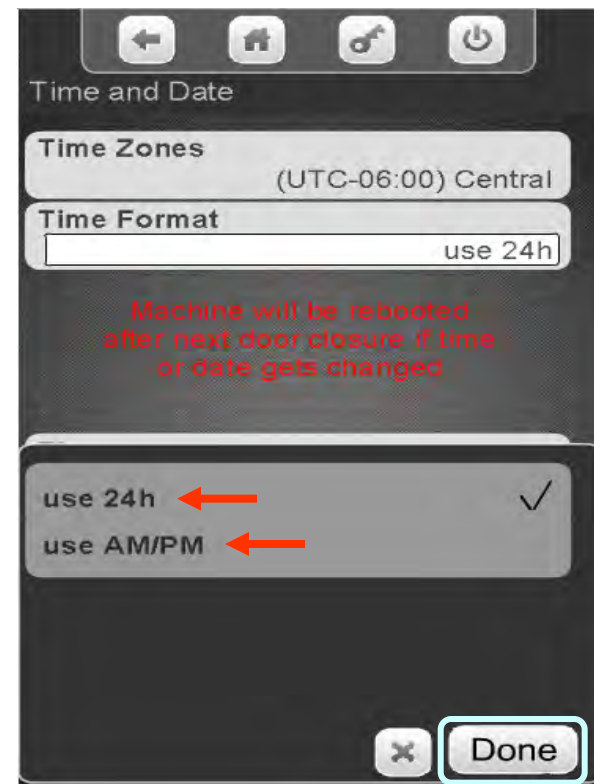 Time and Date
Time Zones
(UTC-06:00) Central
Time Format
use 24h
Machine will be rebooted
after next door closure if time
or date gets changed
use 24h
use AM/PM
Done